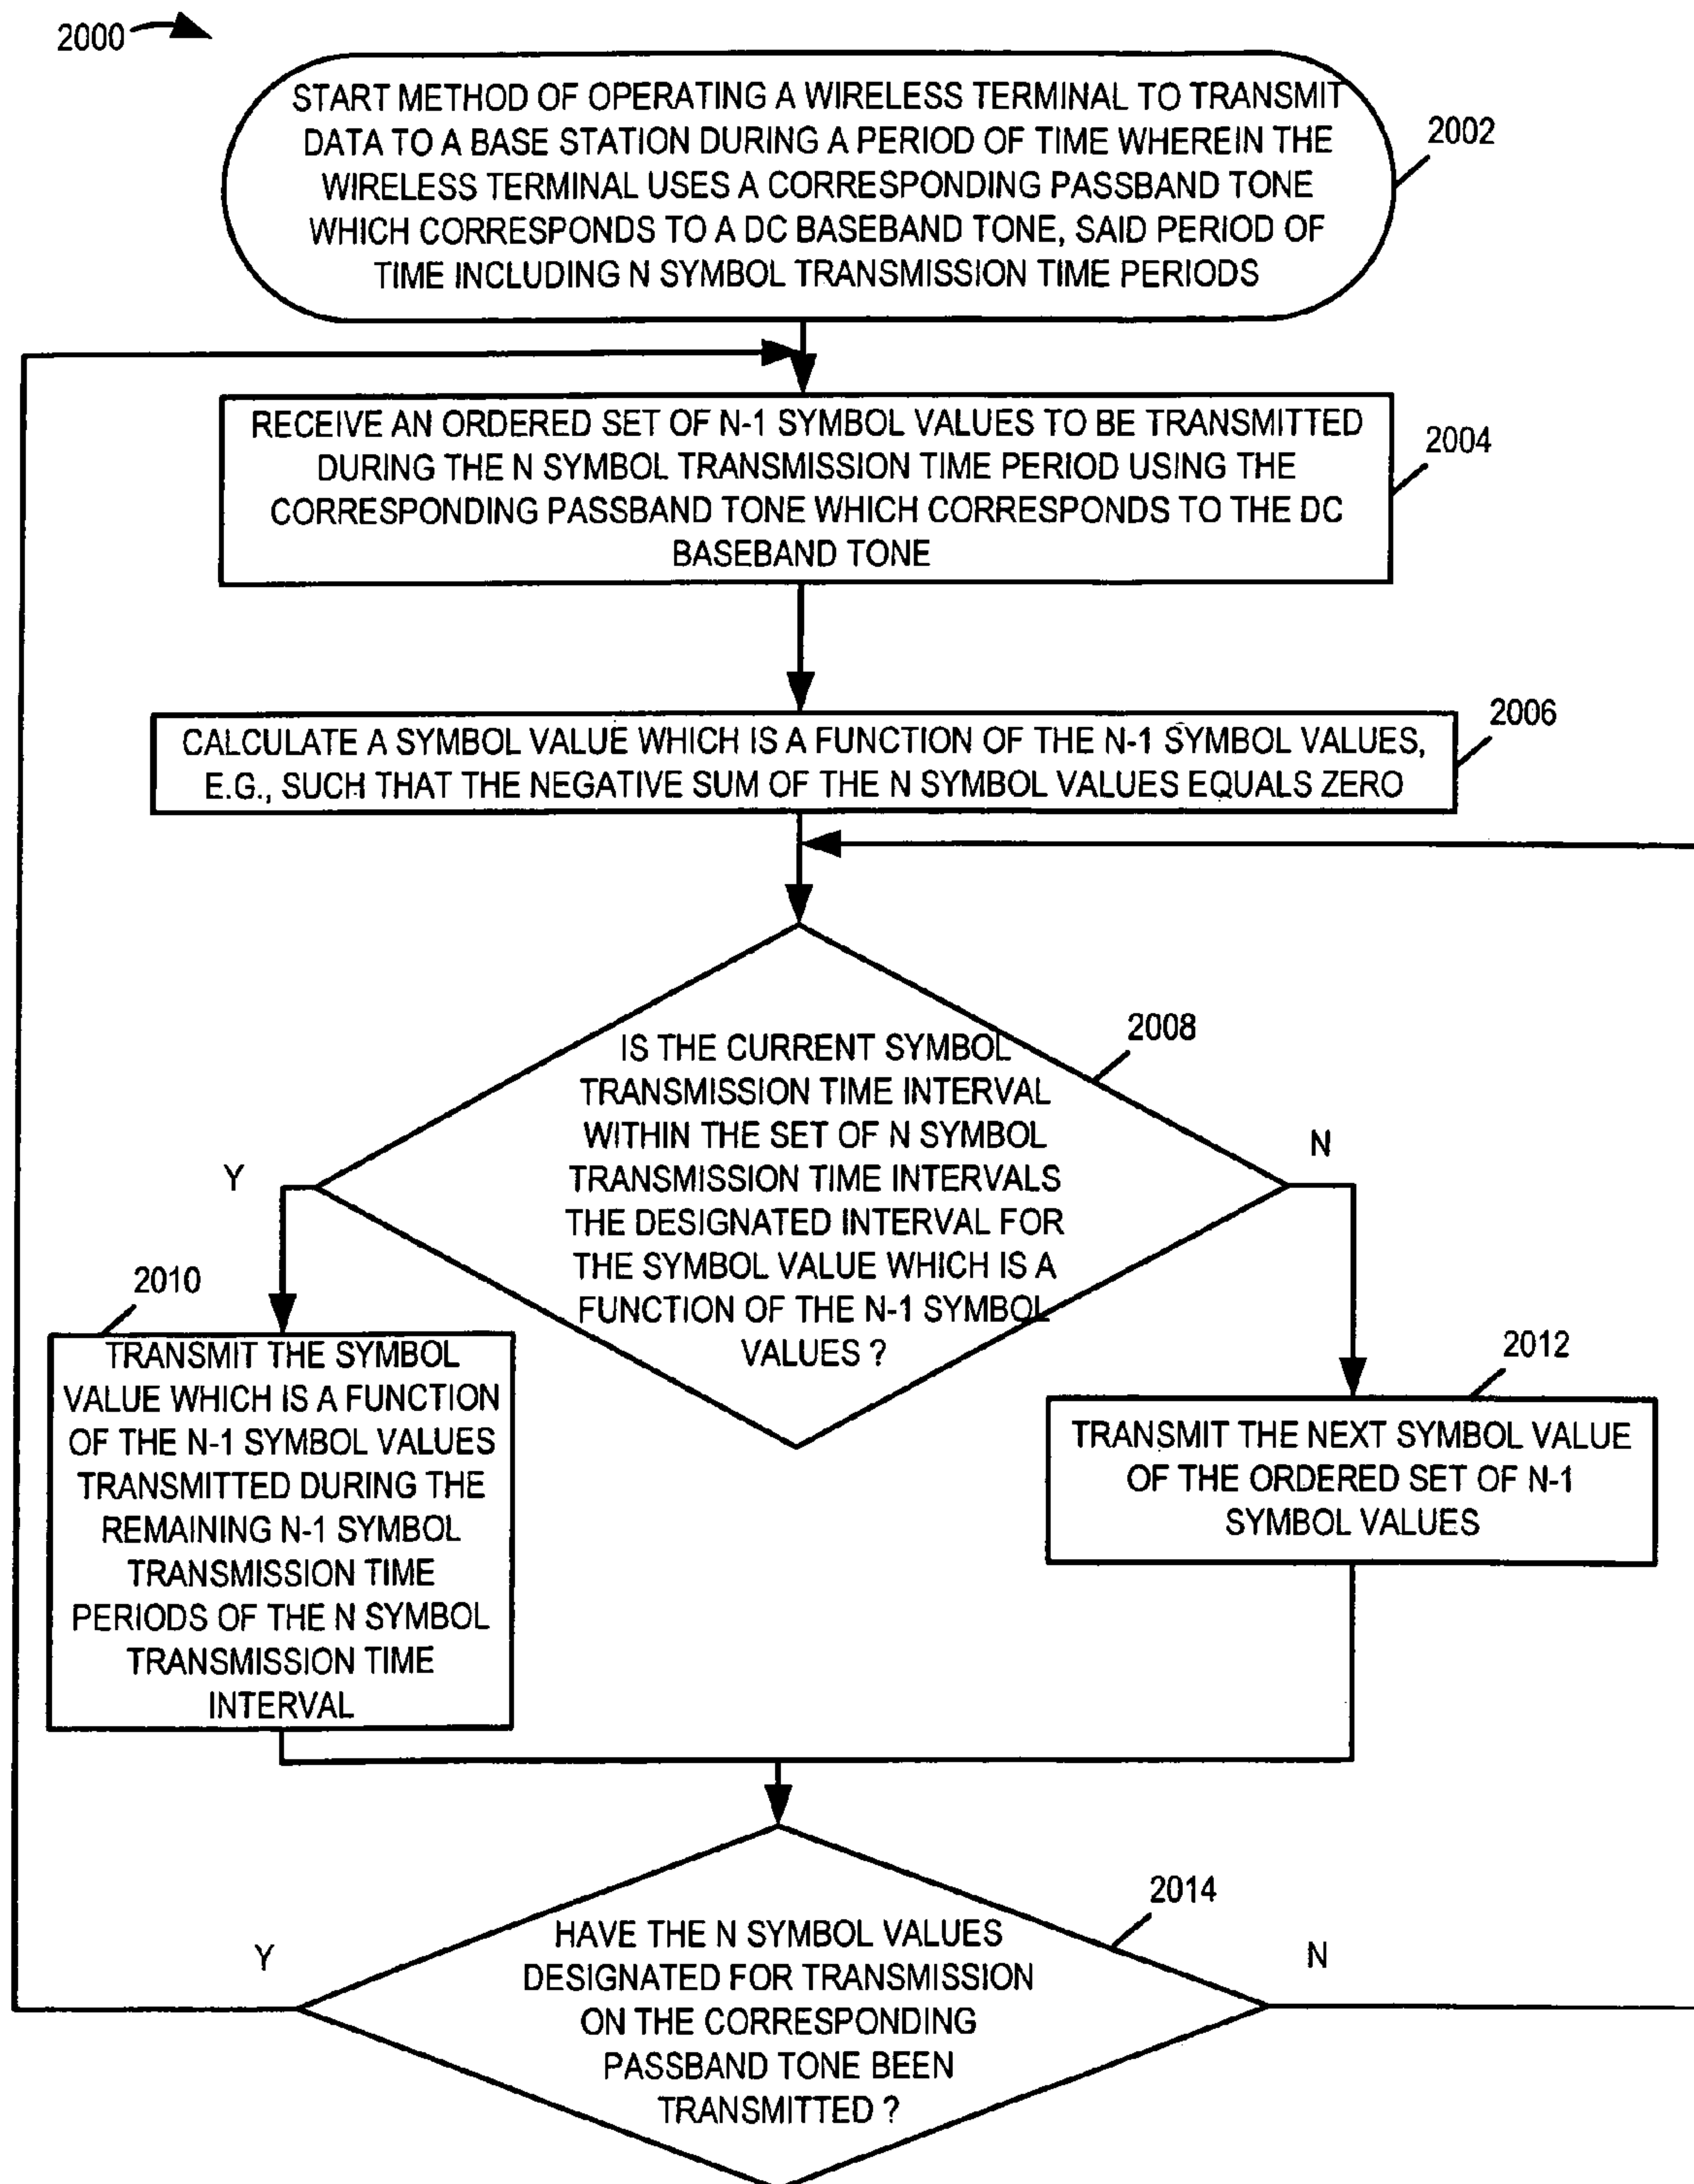 2000
START METHOD OF OPERATING A WIRELESS TERMINAL TO TRANSMIT
DATA TO A BASE STATION DURING A PERIOD OF TIME WHEREIN THE
WIRELESS TERMINAL USES A CORRESPONDING PASSBAND TONE
WHICH CORRESPONDS TO A DC BASEBAND TONE, SAID PERIOD OF
TIME INCLUDING N SYMBOL TRANSMISSION TIME PERIODS
2002
RECEIVE AN ORDERED SET OF N-1 SYMBOL VALUES TO BE TRANSMITTED
DURING THE N SYMBOL TRANSMISSION TIME PERIOD USING THE
CORRESPONDING PASSBAND TONE WHICH CORRESPONDS TO THE DC
BASEBAND TONE
2004
CALCULATE A SYMBOL VALUE WHICH IS A FUNCTION OF THE N-1 SYMBOL VALUES,
E.G., SUCH THAT THE NEGATIVE SUM OF THE N SYMBOL VALUES EQUALS ZERO
2006
IS THE CURRENT SYMBOL
TRANSMISSION TIME INTERVAL
WITHIN THE SET OF N SYMBOL
TRANSMISSION TIME INTERVALS
THE DESIGNATED INTERVAL FOR
THE SYMBOL VALUE WHICH IS A
FUNCTION OF THE N-1 SYMBOL
VALUES ?
2008
Y
N
2010
TRANSMIT THE SYMBOL
VALUE WHICH IS A FUNCTION
OF THE N-1 SYMBOL VALUES
TRANSMITTED DURING THE
REMAINING N-1 SYMBOL
TRANSMISSION TIME
PERIODS OF THE N SYMBOL
TRANSMISSION TIME
INTERVAL
2012
TRANSMIT THE NEXT SYMBOL VALUE
OF THE ORDERED SET OF N-1
SYMBOL VALUES
2014
HAVE THE N SYMBOL VALUES
DESIGNATED FOR TRANSMISSION
ON THE CORRESPONDING
PASSBAND TONE BEEN
TRANSMITTED ?
Y
N